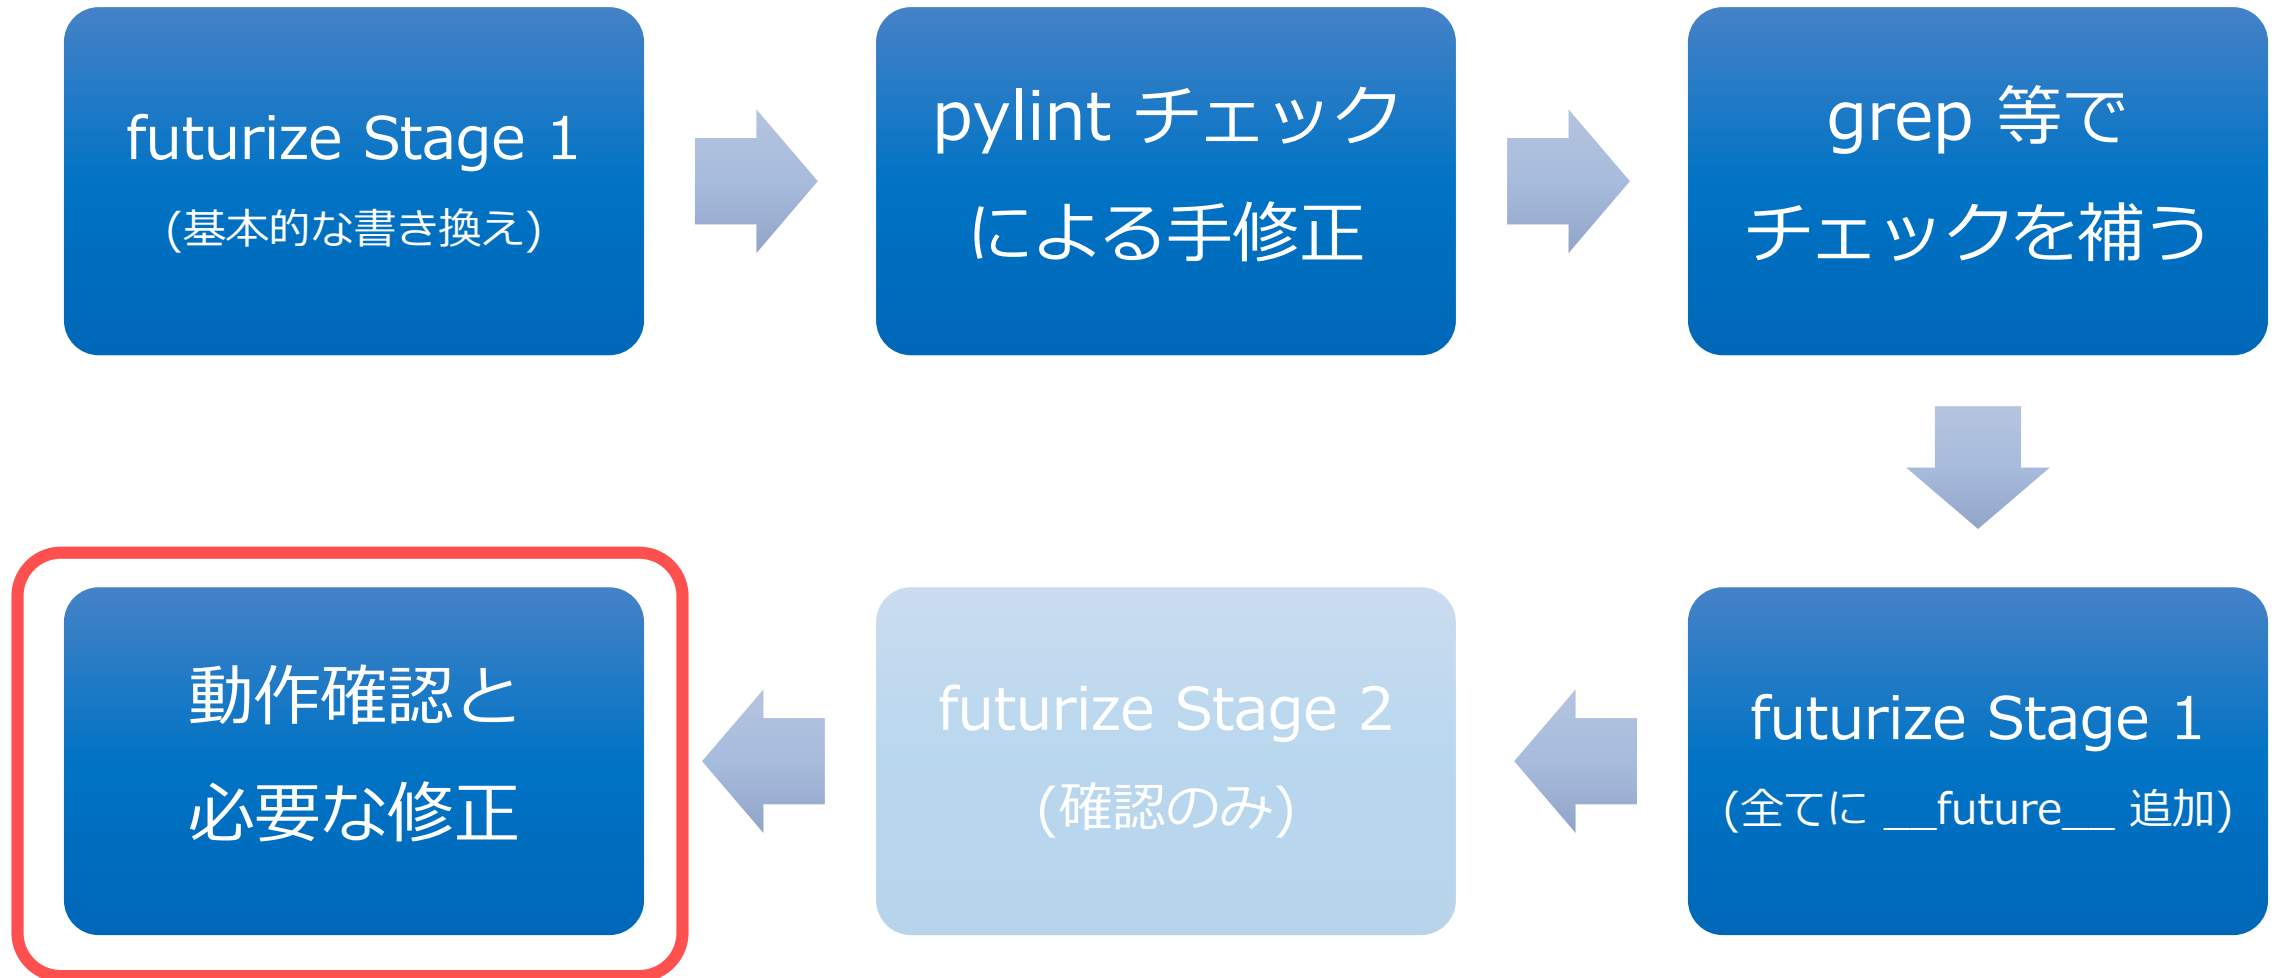 futurize Stage 1
(基本的な書き換え)
pylint チェック
による手修正
grep 等で
チェックを補う
futurize Stage 1
(全てに __future__ 追加)
futurize Stage 2
(確認のみ)
動作確認と
必要な修正